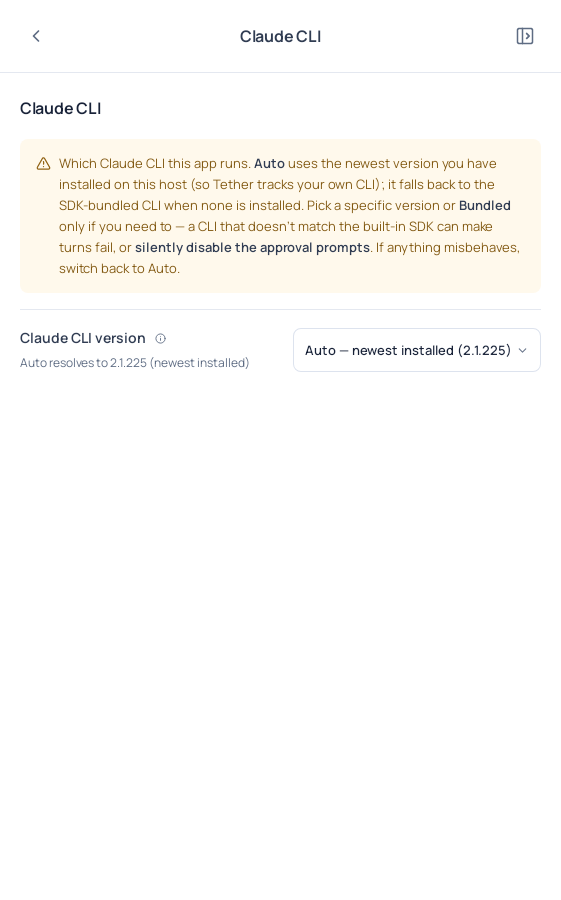 Claude CLI
Claude CLI
Which Claude CLI this app runs. Auto uses the newest version you have
installed on this host (so Tether tracks your own CLI); it falls back to the
SDK-bundled CLI when none is installed. Pick a specific version or Bundled
only if you need to — a CLI that doesn't match the built-in SDK can make
turns fail, or silently disable the approval prompts. If anything misbehaves,
switch back to Auto.
Claude CLI version
Auto — newest installed (2.1.225)
Auto resolves to 2.1.225 (newest installed)